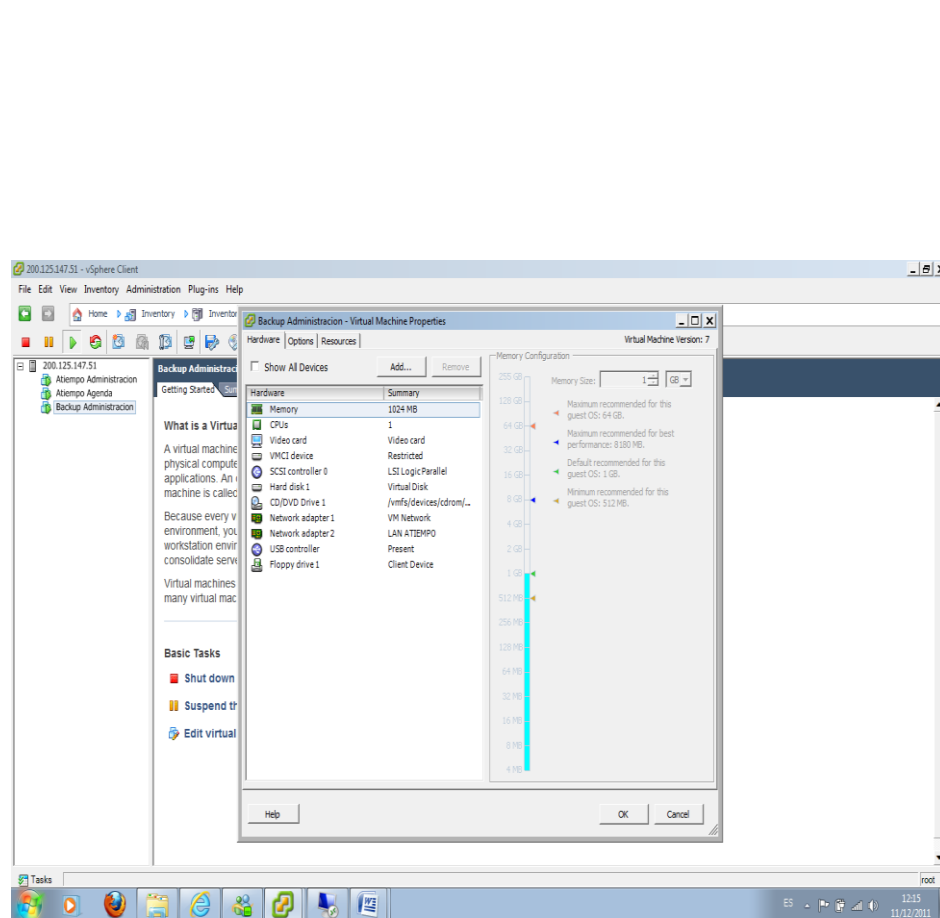 200.125.147.51 - vSphere Client
File Edit View Inventory Administration Plug-ins Help
Home Inventory Inventor
200.125.147.51
Atiempo Administracion
Atiempo Agenda
Backup Administracion
Backup Administraci
Getting Started Sum
What is a Virtua
A virtual machine
physical compute
applications. An
machine is called
Because every v
environment, you
workstation envir
consolidate serve
Virtual machines
many virtual mac
Basic Tasks
Shut down
Suspend th
Edit virtual
Backup Administracion - Virtual Machine Properties
Hardware Options Resources
Virtual Machine Version: 7
Show All Devices Add... Remove
Hardware Summary
Memory 1024 MB
CPUs 1
Video card Video card
VMCI device Restricted
SCSI controller 0 LSI Logic Parallel
Hard disk 1 Virtual Disk
CD/DVD Drive 1 /vmfs/devices/cdrom/...
Network adapter 1 VM Network
Network adapter 2 LAN ATIEMPO
USB controller Present
Floppy drive 1 Client Device
Memory Configuration
255 GB
128 GB
64 GB
32 GB
16 GB
8 GB
4 GB
2 GB
1 GB
512 MB
256 MB
128 MB
64 MB
32 MB
16 MB
8 MB
4 MB
Memory Size: 1 GB
Maximum recommended for this
guest OS: 64 GB.
Maximum recommended for best
performance: 8180 MB.
Default recommended for this
guest OS: 1 GB.
Minimum recommended for this
guest OS: 512 MB.
Help OK Cancel
Tasks root
ES 12:15
11/12/2011